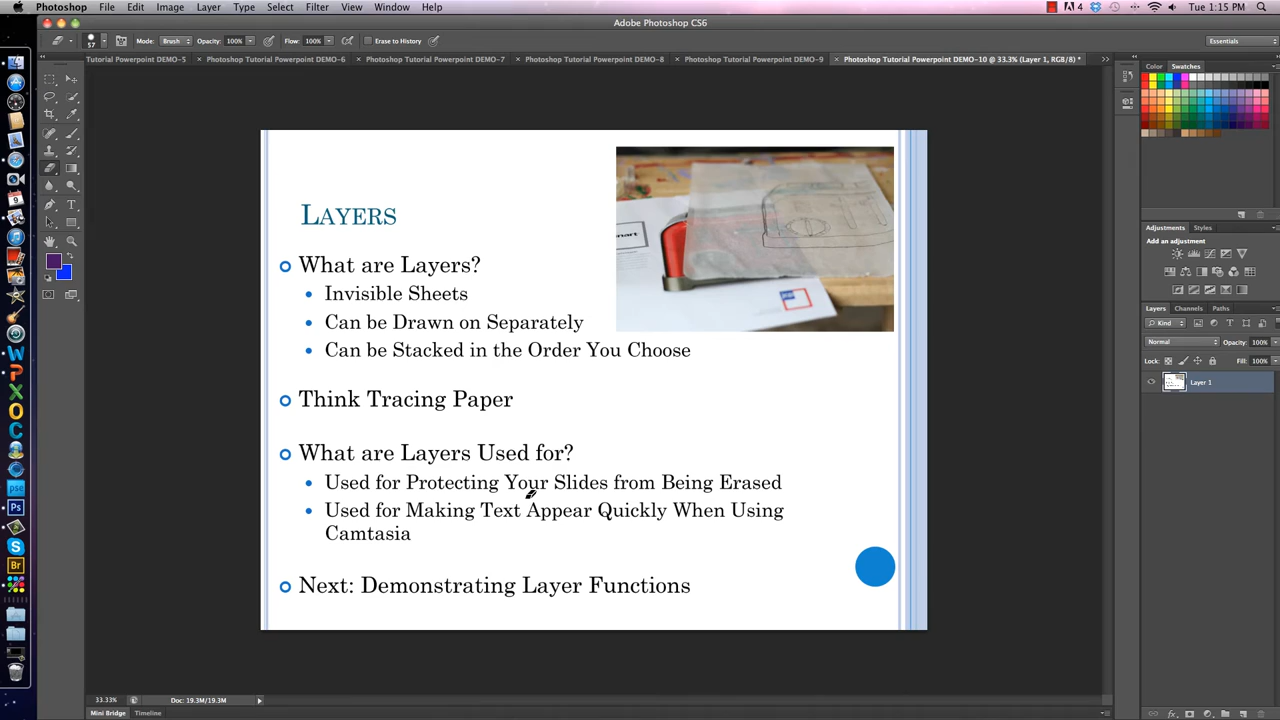 Photoshop File Edit Image Layer Type Select Filter View Window Help 4 Tue 1:15 PM
Adobe Photoshop CS6
57 Mode: Brush Opacity: 100% Flow: 100% Erase to History Essentials
Tutorial Powerpoint DEMO-5 Photoshop Tutorial Powerpoint DEMO-6 Photoshop Tutorial Powerpoint DEMO-7 Photoshop Tutorial Powerpoint DEMO-8 Photoshop Tutorial Powerpoint DEMO-9 Photoshop Tutorial Powerpoint DEMO-10 @ 33.3% (Layer 1, RGB/8) *
Color Swatches
LAYERS
What are Layers?
Invisible Sheets
Can be Drawn on Separately
Can be Stacked in the Order You Choose
Think Tracing Paper
What are Layers Used for?
Used for Protecting Your Slides from Being Erased
Used for Making Text Appear Quickly When Using
Camtasia
Next: Demonstrating Layer Functions
Adjustments Styles
Add an adjustment
Layers Channels Paths
Kind
Normal Opacity: 100%
Lock: Fill: 100%
Layer 1
33.33% Doc: 19.3M/19.3M
Mini Bridge Timeline